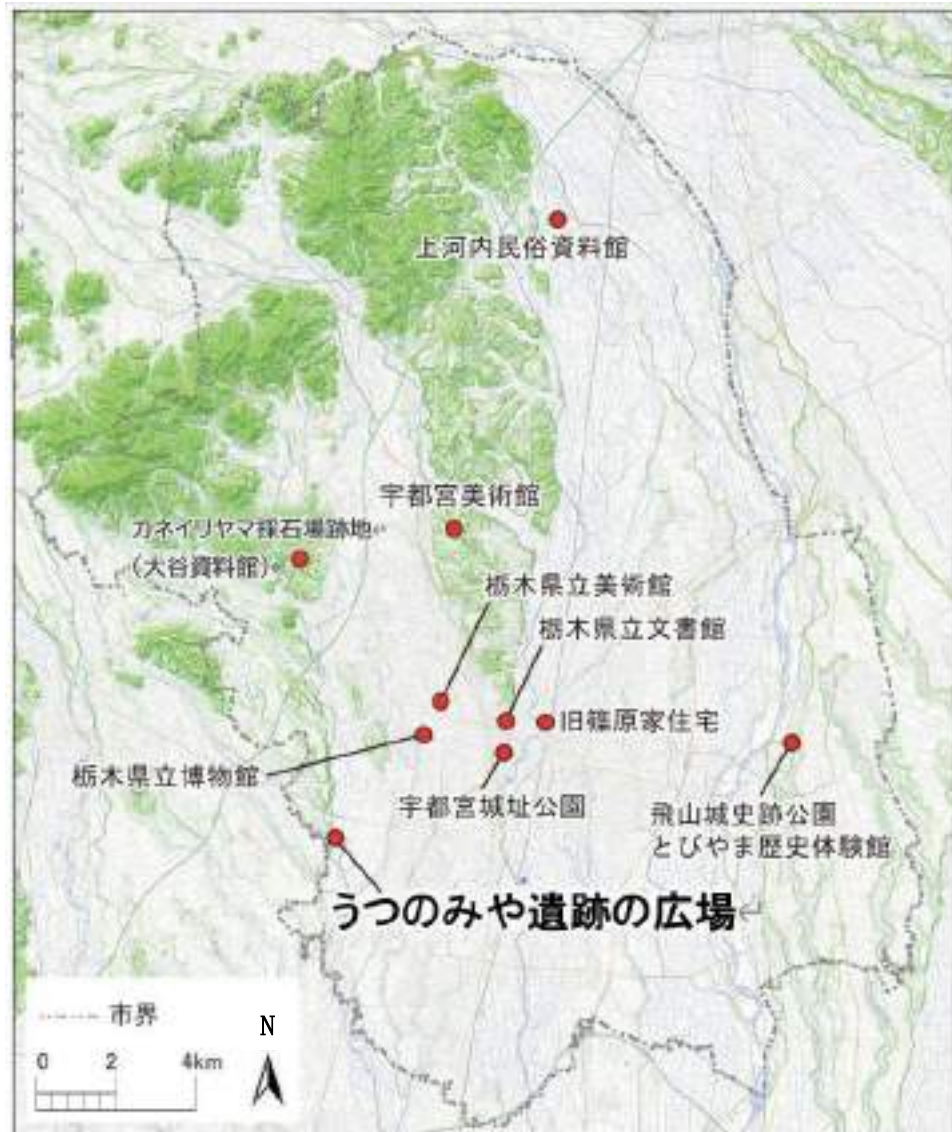 上河内民俗資料館
宇都宮美術館
カネイリヤマ採石場跡地
(大谷資料館)
栃木県立美術館
栃木県立文書館
旧篠原家住宅
栃木県立博物館
宇都宮城址公園
飛山城史跡公園
とびやま歴史体験館
うつのみや遺跡の広場
市界
N
0 2 4km